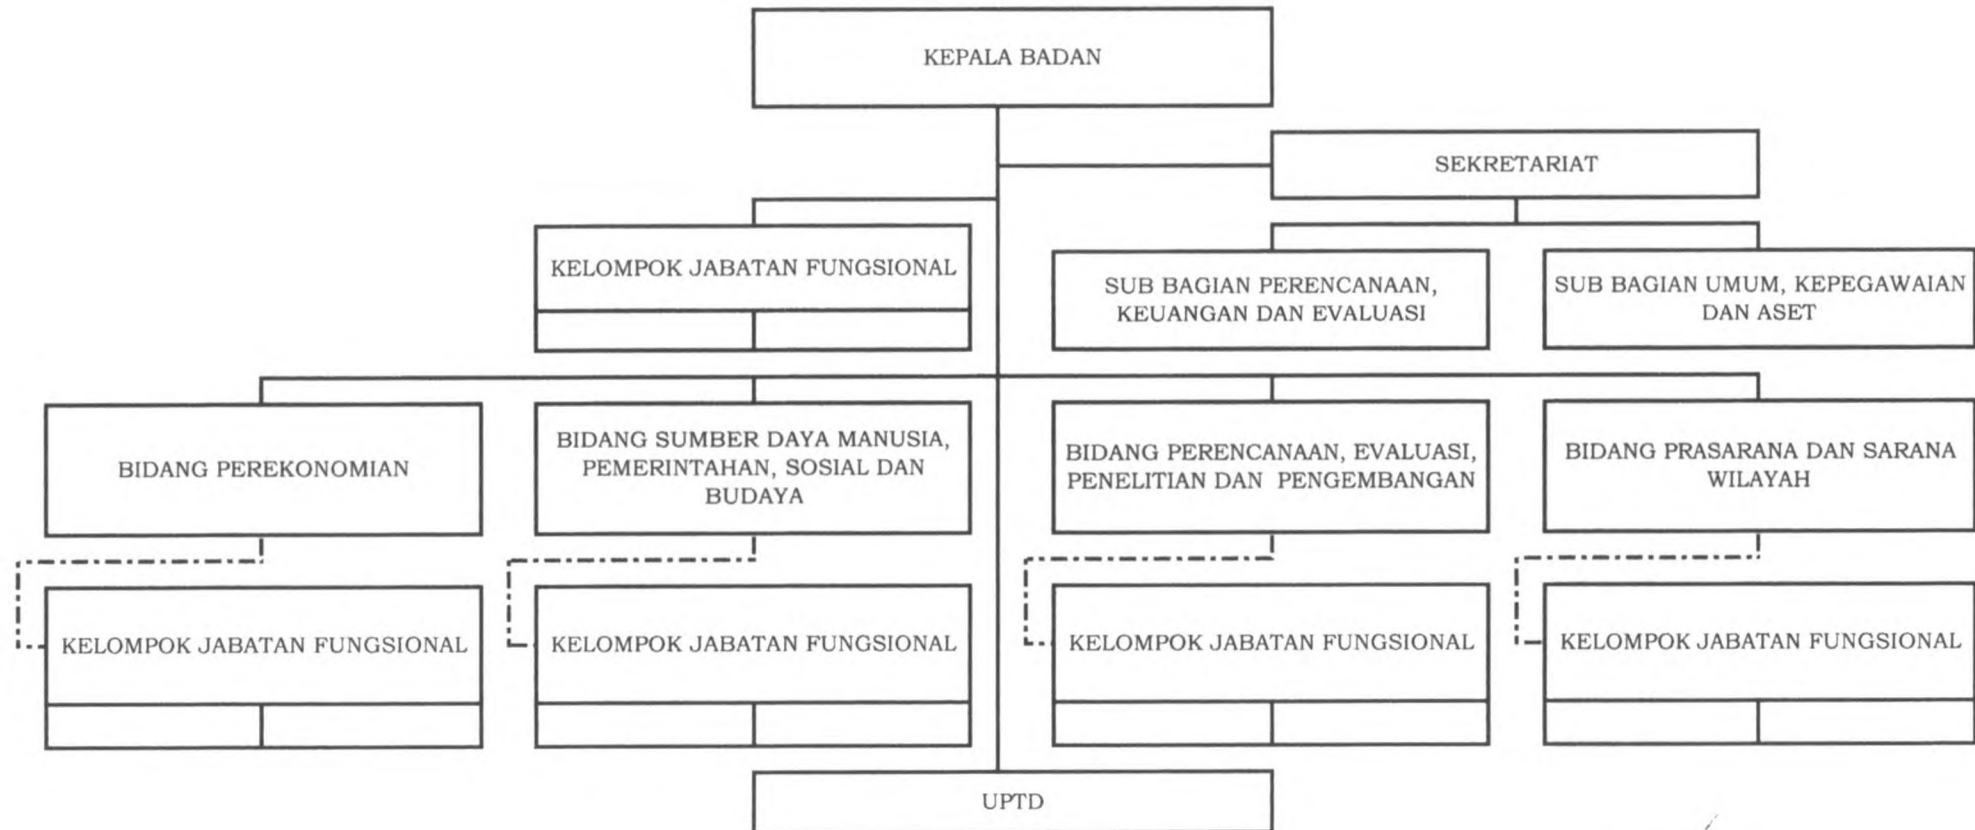 KEPALA BADAN
SEKRETARIAT
KELOMPOK JABATAN FUNGSIONAL
SUB BAGIAN PERENCANAAN,
KEUANGAN DAN EVALUASI
SUB BAGIAN UMUM, KEPEGAWAIAN
DAN ASET
BIDANG PEREKONOMIAN
BIDANG SUMBER DAYA MANUSIA,
PEMERINTAHAN, SOSIAL DAN
BUDAYA
BIDANG PERENCANAAN, EVALUASI,
PENELITIAN DAN PENGEMBANGAN
BIDANG PRASARANA DAN SARANA
WILAYAH
KELOMPOK JABATAN FUNGSIONAL
KELOMPOK JABATAN FUNGSIONAL
KELOMPOK JABATAN FUNGSIONAL
KELOMPOK JABATAN FUNGSIONAL
UPTD